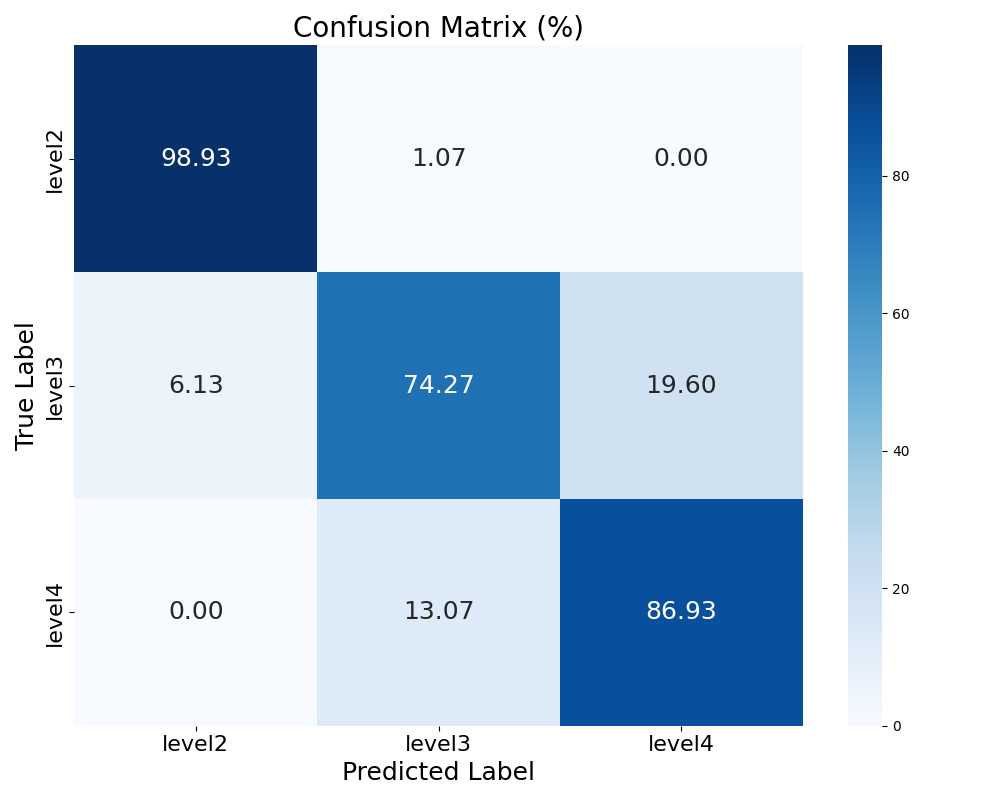 Confusion Matrix (%)
True Label
level2
98.93 1.07 0.00
level3
6.13 74.27 19.60
level4
0.00 13.07 86.93
level2 level3 level4
Predicted Label
80
60
40
20
0